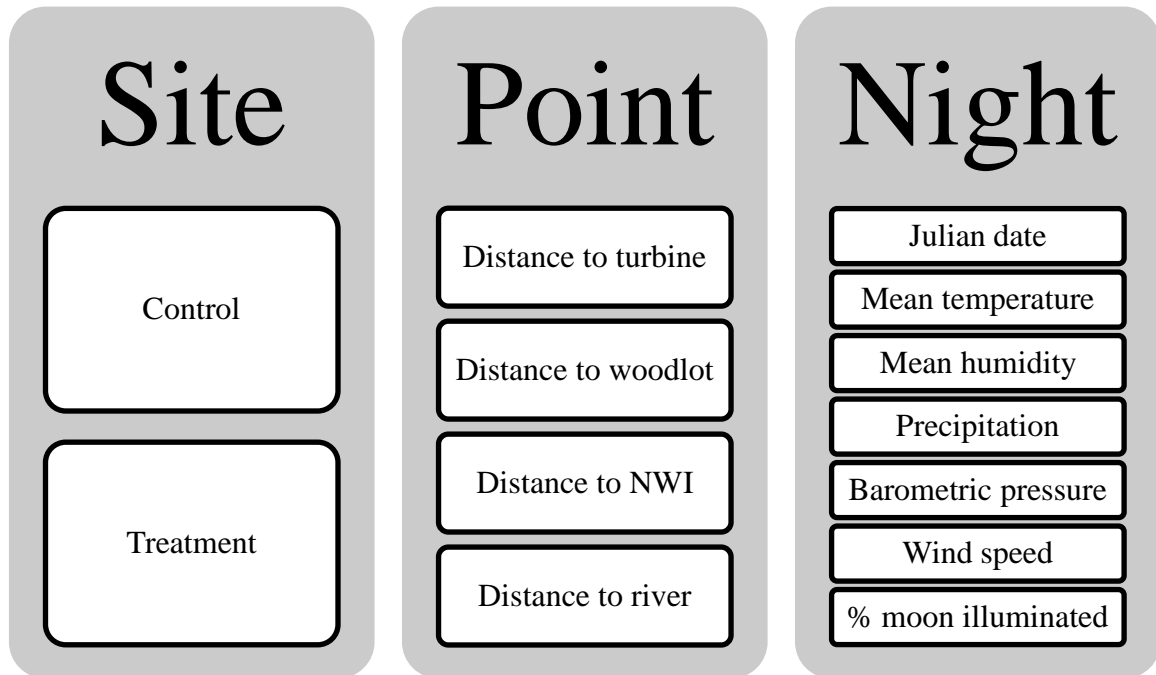 Site
Control
Treatment
Point
Distance to turbine
Distance to woodlot
Distance to NWI
Distance to river
Night
Julian date
Mean temperature
Mean humidity
Precipitation
Barometric pressure
Wind speed
% moon illuminated